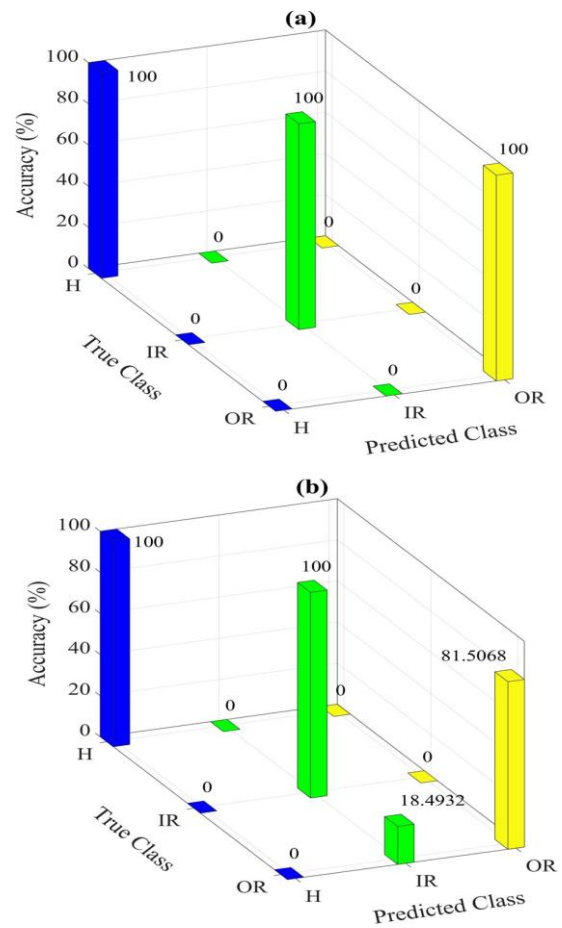 (a)
100
80
60
40
20
0
Accuracy (%)
100
100
100
0
0
0
0
0
0
H
IR
OR
True Class
H
IR
OR
Predicted Class
(b)
100
80
60
40
20
0
Accuracy (%)
100
100
81.5068
0
0
0
0
18.4932
0
H
IR
OR
True Class
H
IR
OR
Predicted Class